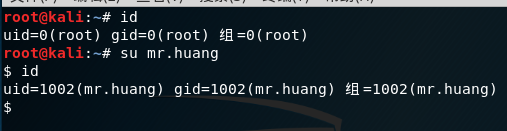 root@kali:~# id
uid=0(root) gid=0(root) 组=0(root)
root@kali:~# su mr.huang
$ id
uid=1002(mr.huang) gid=1002(mr.huang) 组=1002(mr.huang)
$